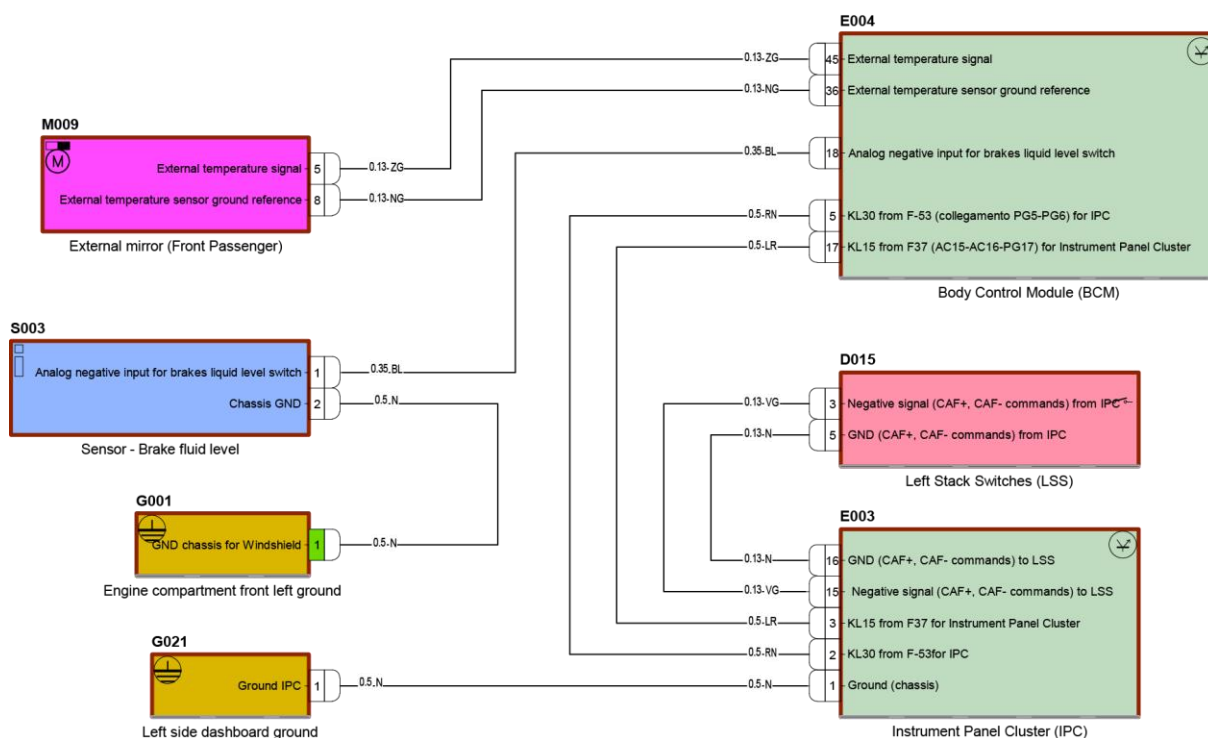 E004
0.13-ZG
45
External temperature signal
0.13-NG
36
External temperature sensor ground reference
0.35-BL
18
Analog negative input for brakes liquid level switch
0.5-RN
5
KL30 from F-53 (collegamento PG5-PG6) for IPC
0.5-LR
17
KL15 from F37 (AC15-AC16-PG17) for Instrument Panel Cluster
Body Control Module (BCM)
M009
M
External temperature signal
5
0.13-ZG
External temperature sensor ground reference
8
0.13-NG
External mirror (Front Passenger)
S003
Analog negative input for brakes liquid level switch
1
0.35,BL
Chassis GND
2
0.5,N
Sensor - Brake fluid level
D015
0.13-VG
3
Negative signal (CAF+, CAF- commands) from IPC
0.13-N
5
GND (CAF+, CAF- commands) from IPC
Left Stack Switches (LSS)
G001
GND chassis for Windshield
1
0.5-N
Engine compartment front left ground
E003
0.13-N
16
GND (CAF+, CAF- commands) to LSS
0.13-VG
15
Negative signal (CAF+, CAF- commands) to LSS
0.5-LR
3
KL15 from F37 for Instrument Panel Cluster
0.5-RN
2
KL30 from F-53for IPC
0.5-N
1
Ground (chassis)
Instrument Panel Cluster (IPC)
G021
Ground IPC
1
0.5,N
Left side dashboard ground